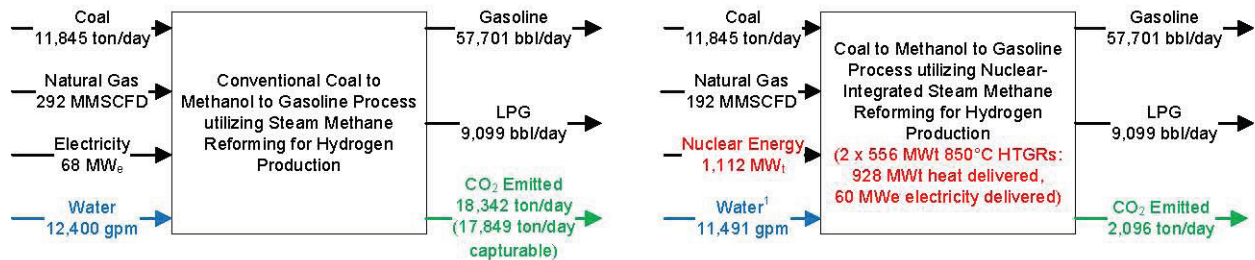 Coal
11,845 ton/day
Natural Gas
292 MMSCFD
Electricity
68 MWe
Water
12,400 gpm
Conventional Coal to
Methanol to Gasoline Process
utilizing Steam Methane
Reforming for Hydrogen
Production
Gasoline
57,701 bbl/day
LPG
9,099 bbl/day
CO2 Emitted
18,342 ton/day
(17,849 ton/day
capturable)
Coal
11,845 ton/day
Natural Gas
192 MMSCFD
Nuclear Energy
1,112 MWt
Water1
11,491 gpm
Coal to Methanol to Gasoline
Process utilizing Nuclear-
Integrated Steam Methane
Reforming for Hydrogen
Production
(2 x 556 MWt 850°C HTGRs:
928 MWt heat delivered,
60 MWe electricity delivered)
Gasoline
57,701 bbl/day
LPG
9,099 bbl/day
CO2 Emitted
2,096 ton/day